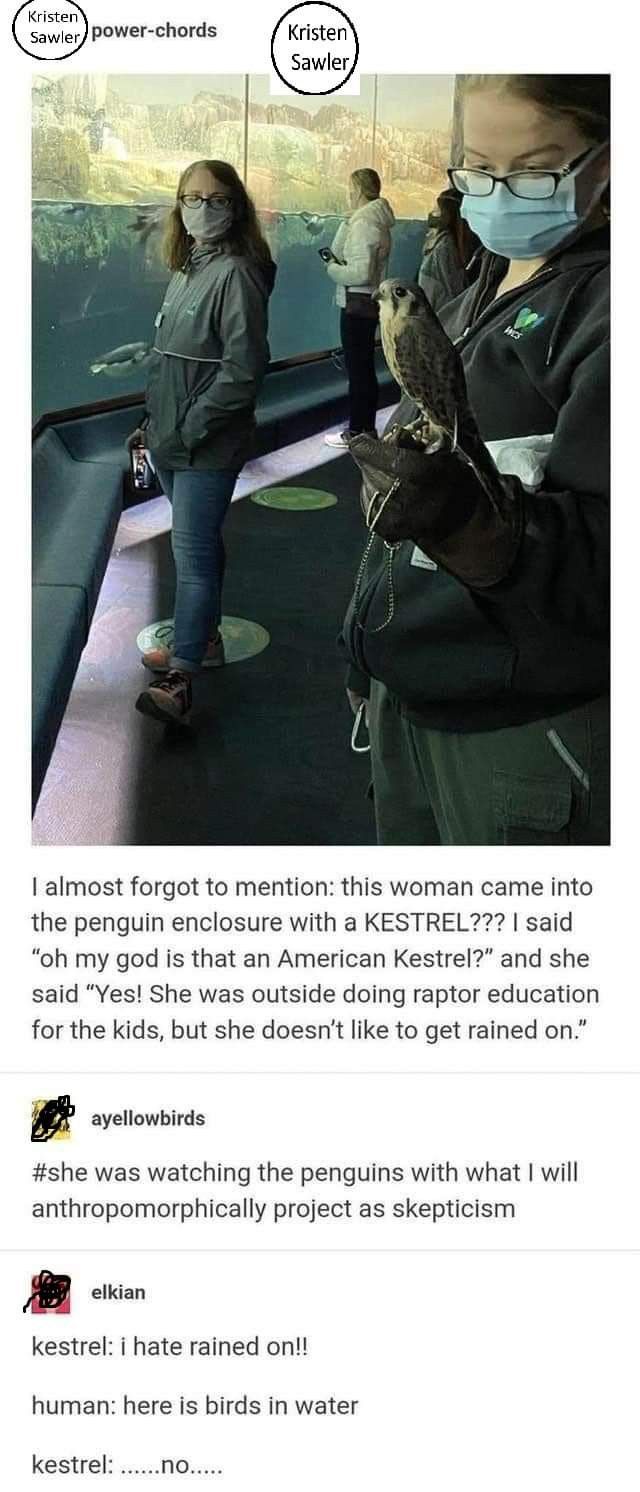 Kristen
Sawler
power-chords
Kristen
Sawler
WCS
I almost forgot to mention: this woman came into
the penguin enclosure with a KESTREL??? I said
“oh my god is that an American Kestrel?” and she
said “Yes! She was outside doing raptor education
for the kids, but she doesn’t like to get rained on.”
ayellowbirds
#she was watching the penguins with what I will
anthropomorphically project as skepticism
elkian
kestrel: i hate rained on!!
human: here is birds in water
kestrel: ......no.....